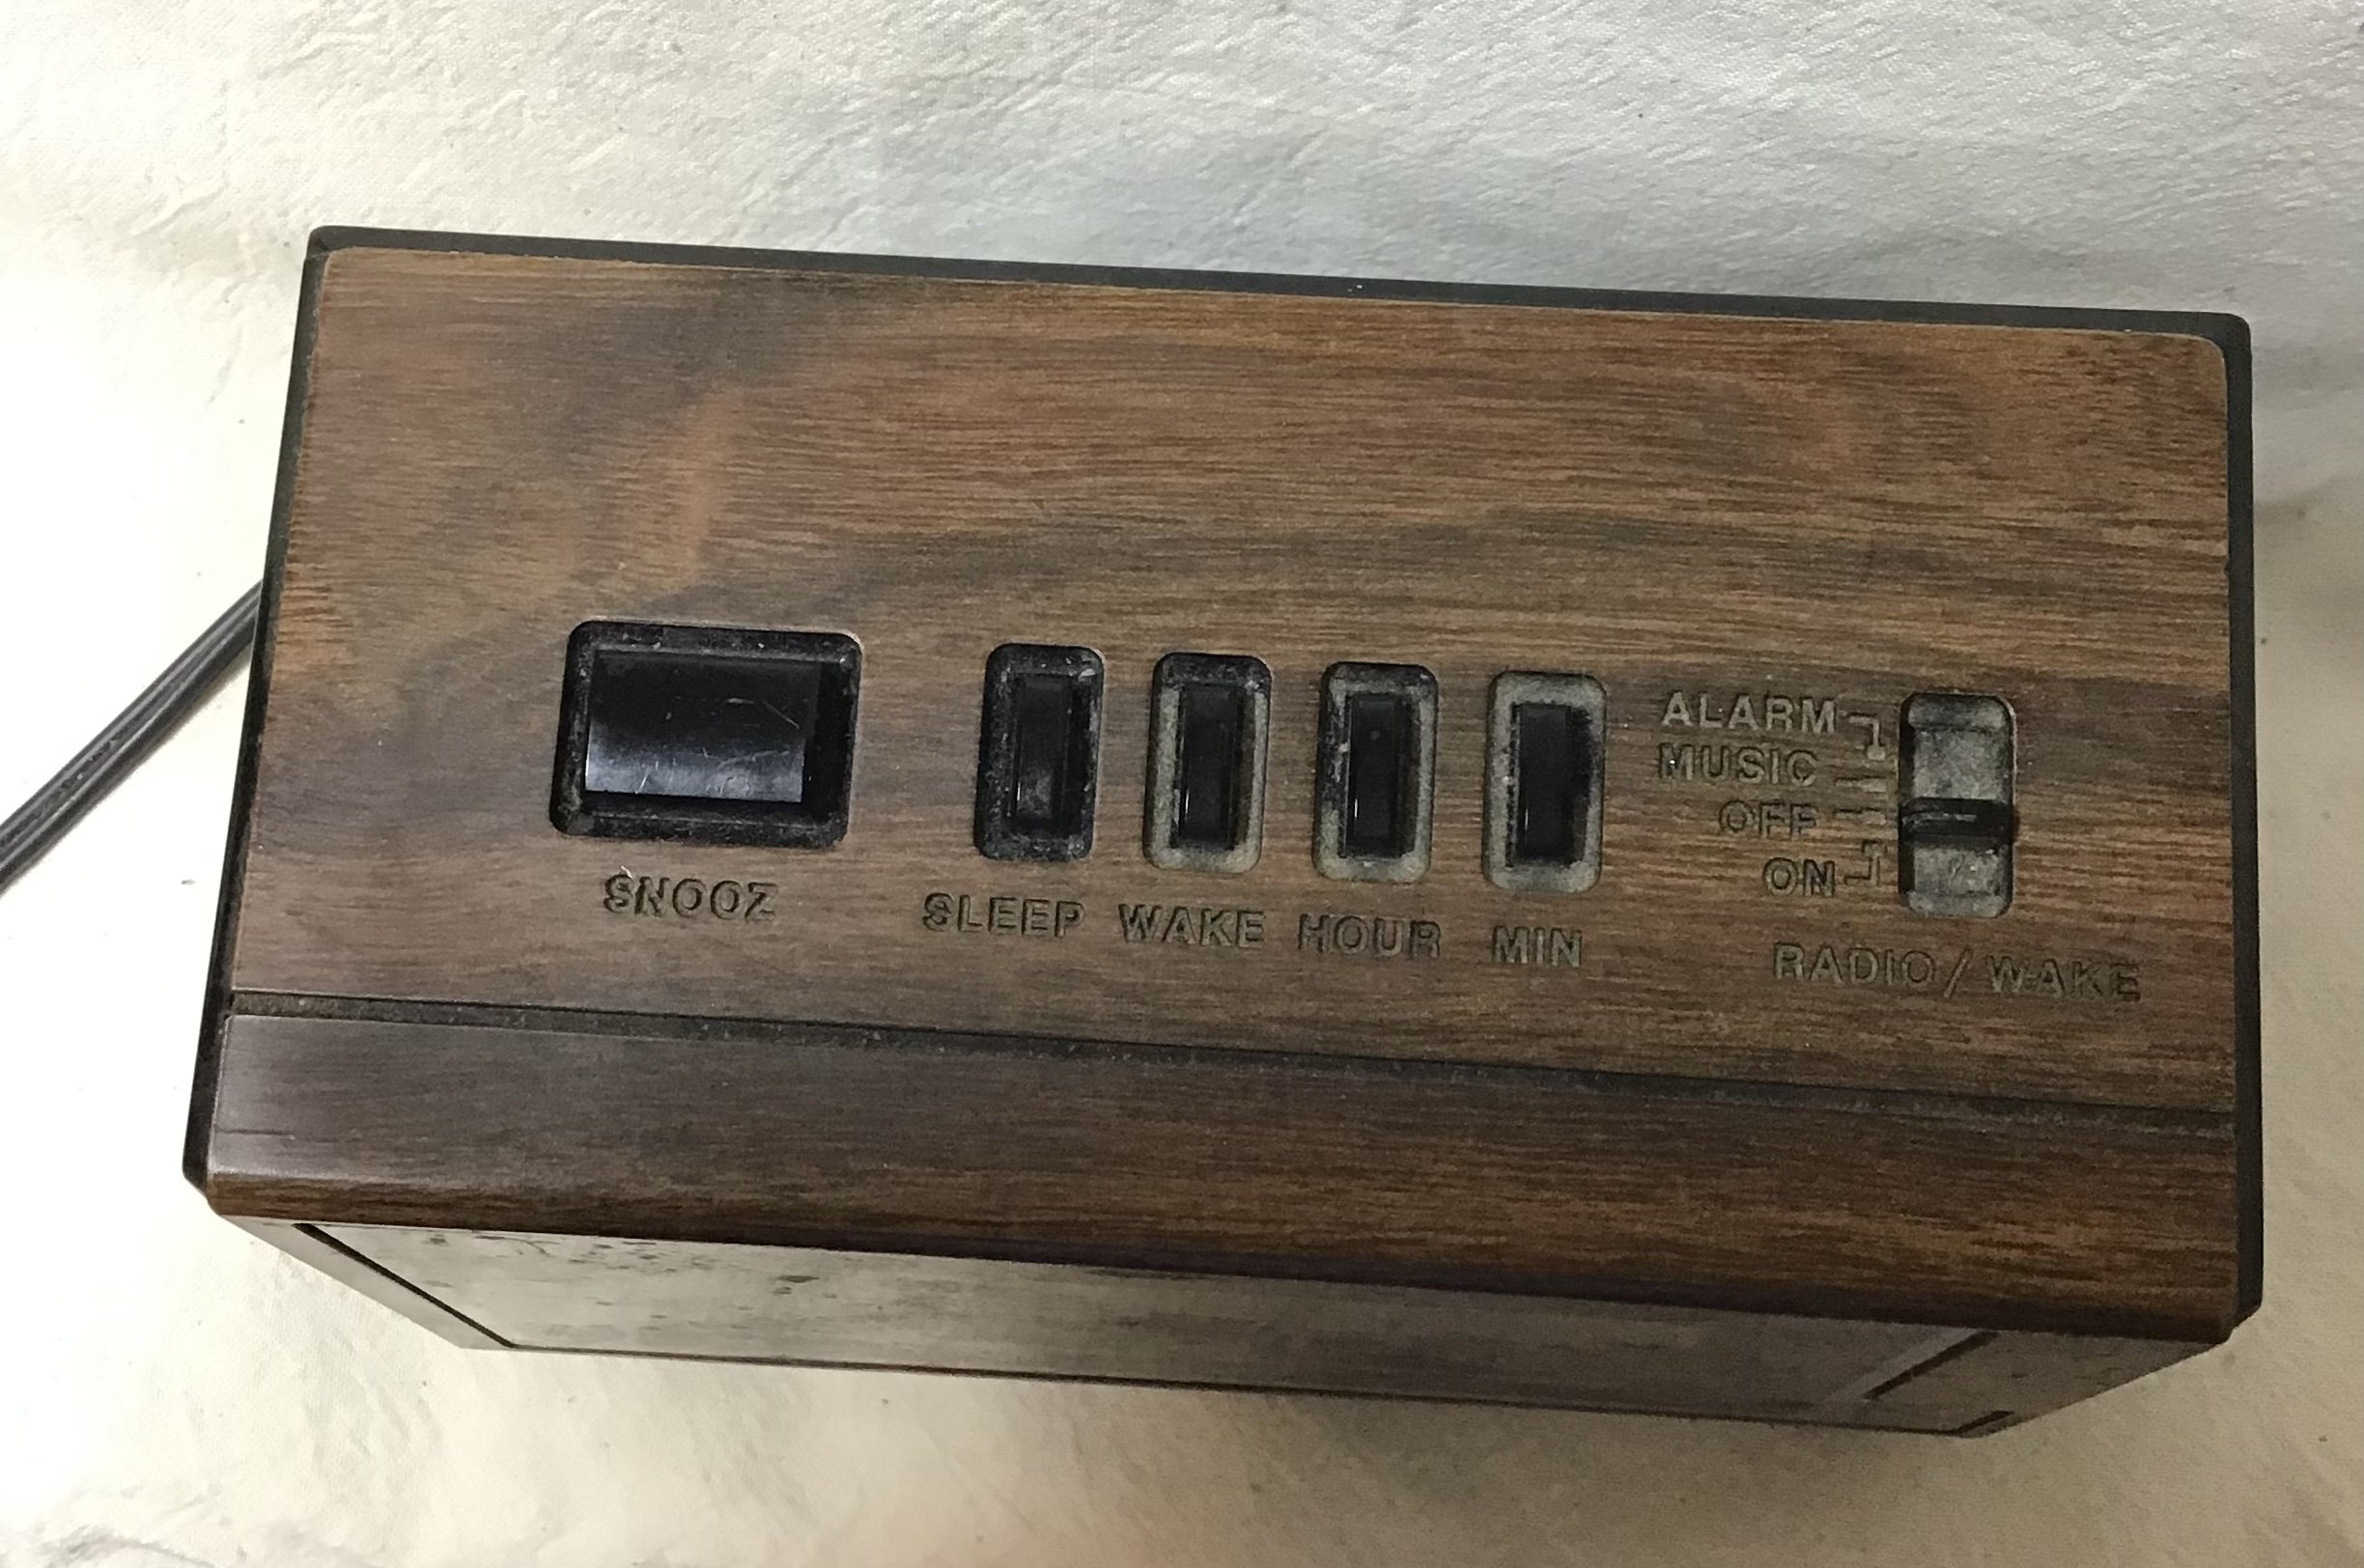 ALARM
MUSIC
OFF
ON
SNOOZ
SLEEP WAKE HOUR MIN
RADIO/WAKE